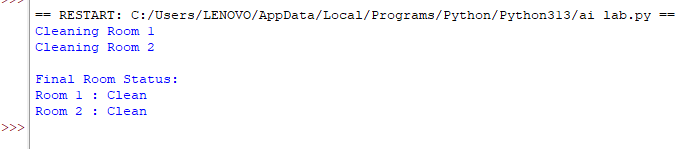 >>>
== RESTART: C:/Users/LENOVO/AppData/Local/Programs/Python/Python313/ai lab.py ==
Cleaning Room 1
Cleaning Room 2

Final Room Status:
Room 1 : Clean
Room 2 : Clean
>>>